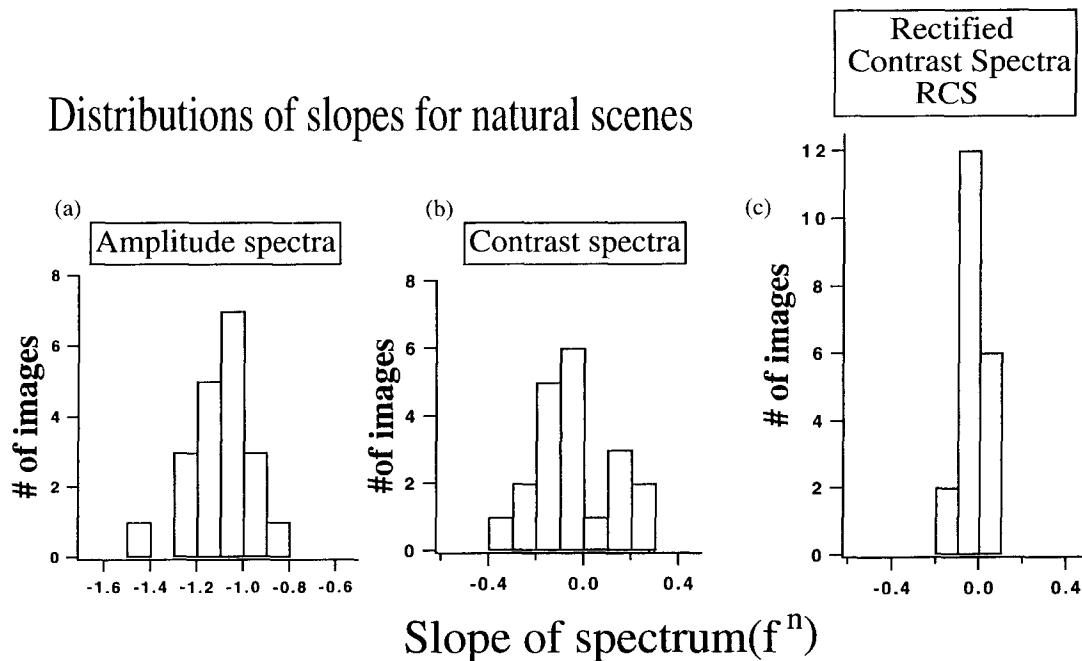 Rectified
Contrast Spectra
RCS
Distributions of slopes for natural scenes
(a)
Amplitude spectra
# of images
8
6
4
2
0
-1.6 -1.4 -1.2 -1.0 -0.8 -0.6
(b)
Contrast spectra
#of images
8
6
4
2
0
-0.4 0.0 0.4
(c)
# of images
12
10
8
6
4
2
0
-0.4 0.0 0.4
Slope of spectrum(f n)